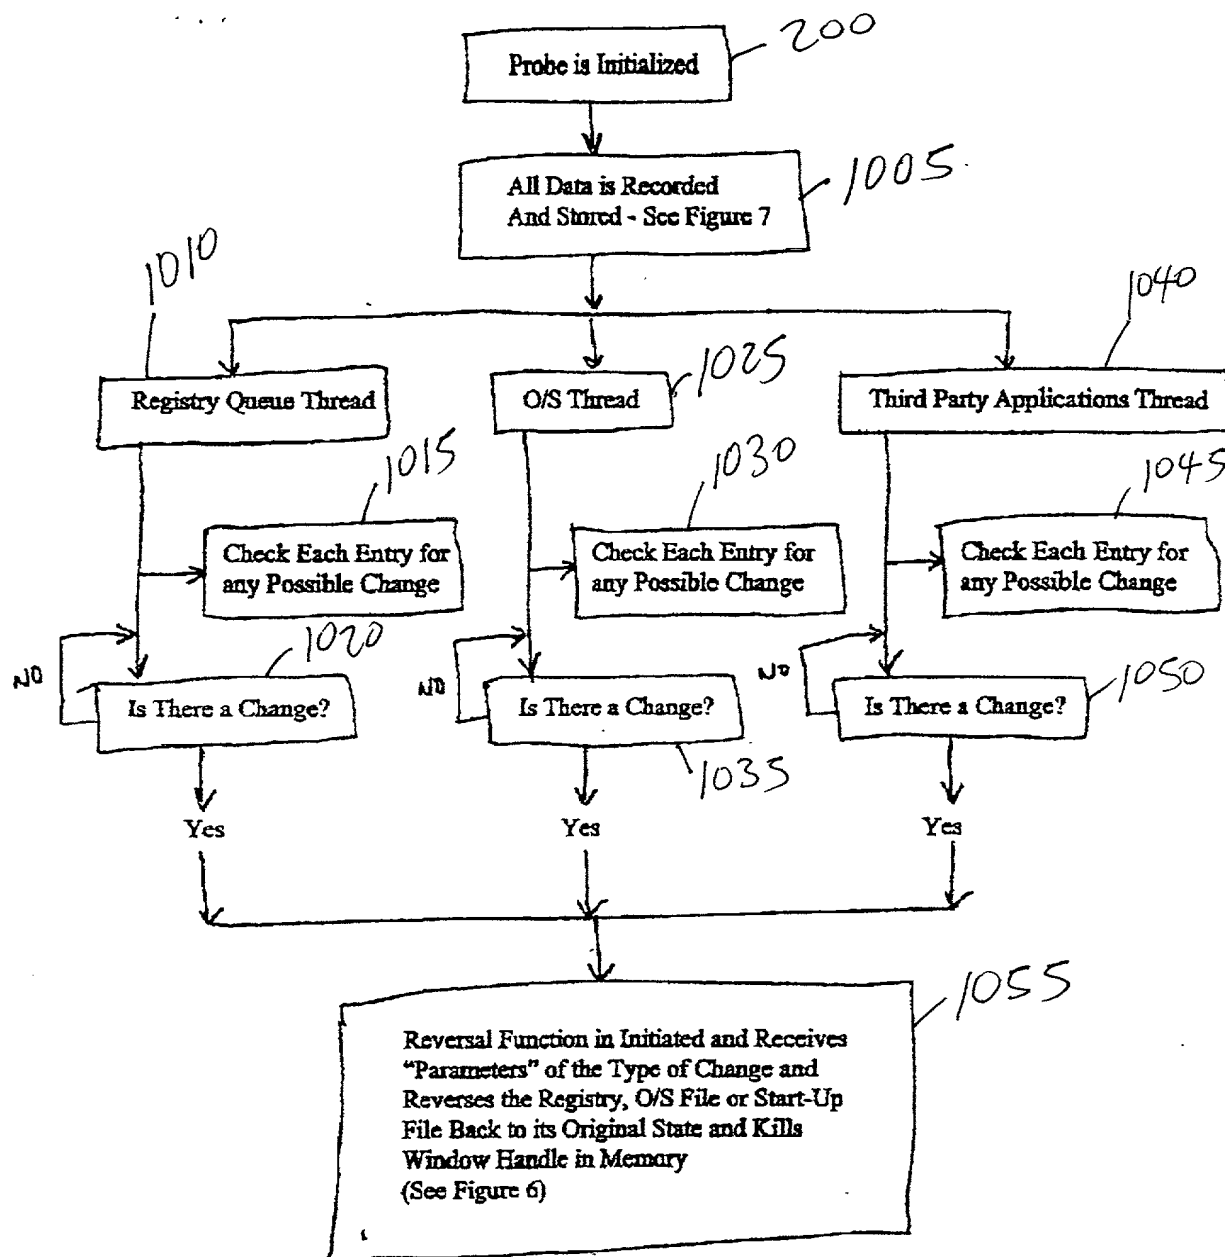 200
Probe is Initialized
1005
All Data is Recorded
And Stored - See Figure 7
1010
1025
1040
Registry Queue Thread
O/S Thread
Third Party Applications Thread
1015
1030
1045
Check Each Entry for
any Possible Change
Check Each Entry for
any Possible Change
Check Each Entry for
any Possible Change
1020
NO
Is There a Change?
NO
Is There a Change?
1035
NO
Is There a Change?
1050
Yes
Yes
Yes
1055
Reversal Function in Initiated and Receives
“Parameters” of the Type of Change and
Reverses the Registry, O/S File or Start-Up
File Back to its Original State and Kills
Window Handle in Memory
(See Figure 6)